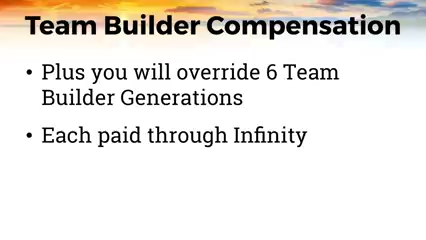 Team Builder Compensation
• Plus you will override 6 Team
Builder Generations
• Each paid through Infinity